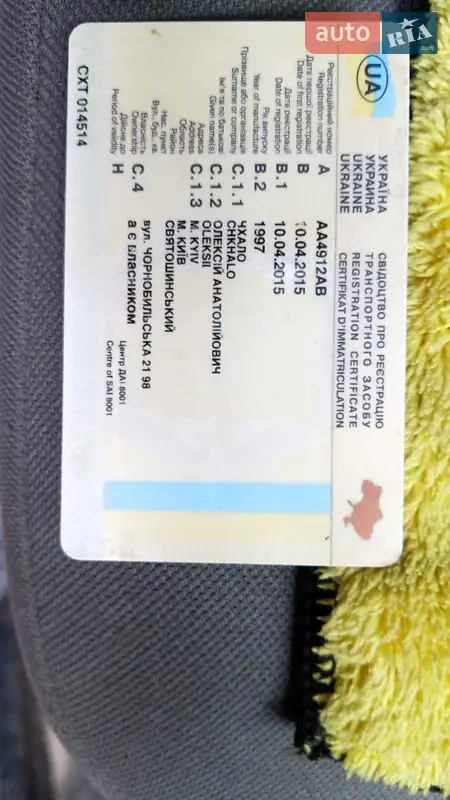 auto RIA
.com
UA
УКРАЇНА СВІДОЦТВО ПРО РЕЄСТРАЦІЮ
УКРАИНА ТРАНСПОРТНОГО ЗАСОБУ
UKRAINE REGISTRATION CERTIFICATE
UKRAINE CERTIFIKAT D'IMMATRICULATION
Реєстраційний номер
Registration number A AA4912AB
Дата першої реєстрації
Date of first registration B 10.04.2015
Дата реєстрації
Date of registration B.1 10.04.2015
Рік випуску
Year of manufacture B.2 1997
Прізвище або організація
Surname or company C.1.1 ЧХАЛО
CHKHALO
Ім'я та по батькові
Given name(s) C.1.2 ОЛЕКСІЙ АНАТОЛІЙОВИЧ
OLEKSII
Адреса
Address C.1.3 М. KYIV
Область М. КИЇВ
Район СВЯТОШИНСЬКИЙ
Нас. пункт
Вул., буд., кв. вул. ЧОРНОБИЛЬСЬКА 21 98
Власність
Ownership C.4 а є власником
Дійсне до
Period of validity H
Центр ДАІ 8001
Centre of SAI 8001
СХТ 014514